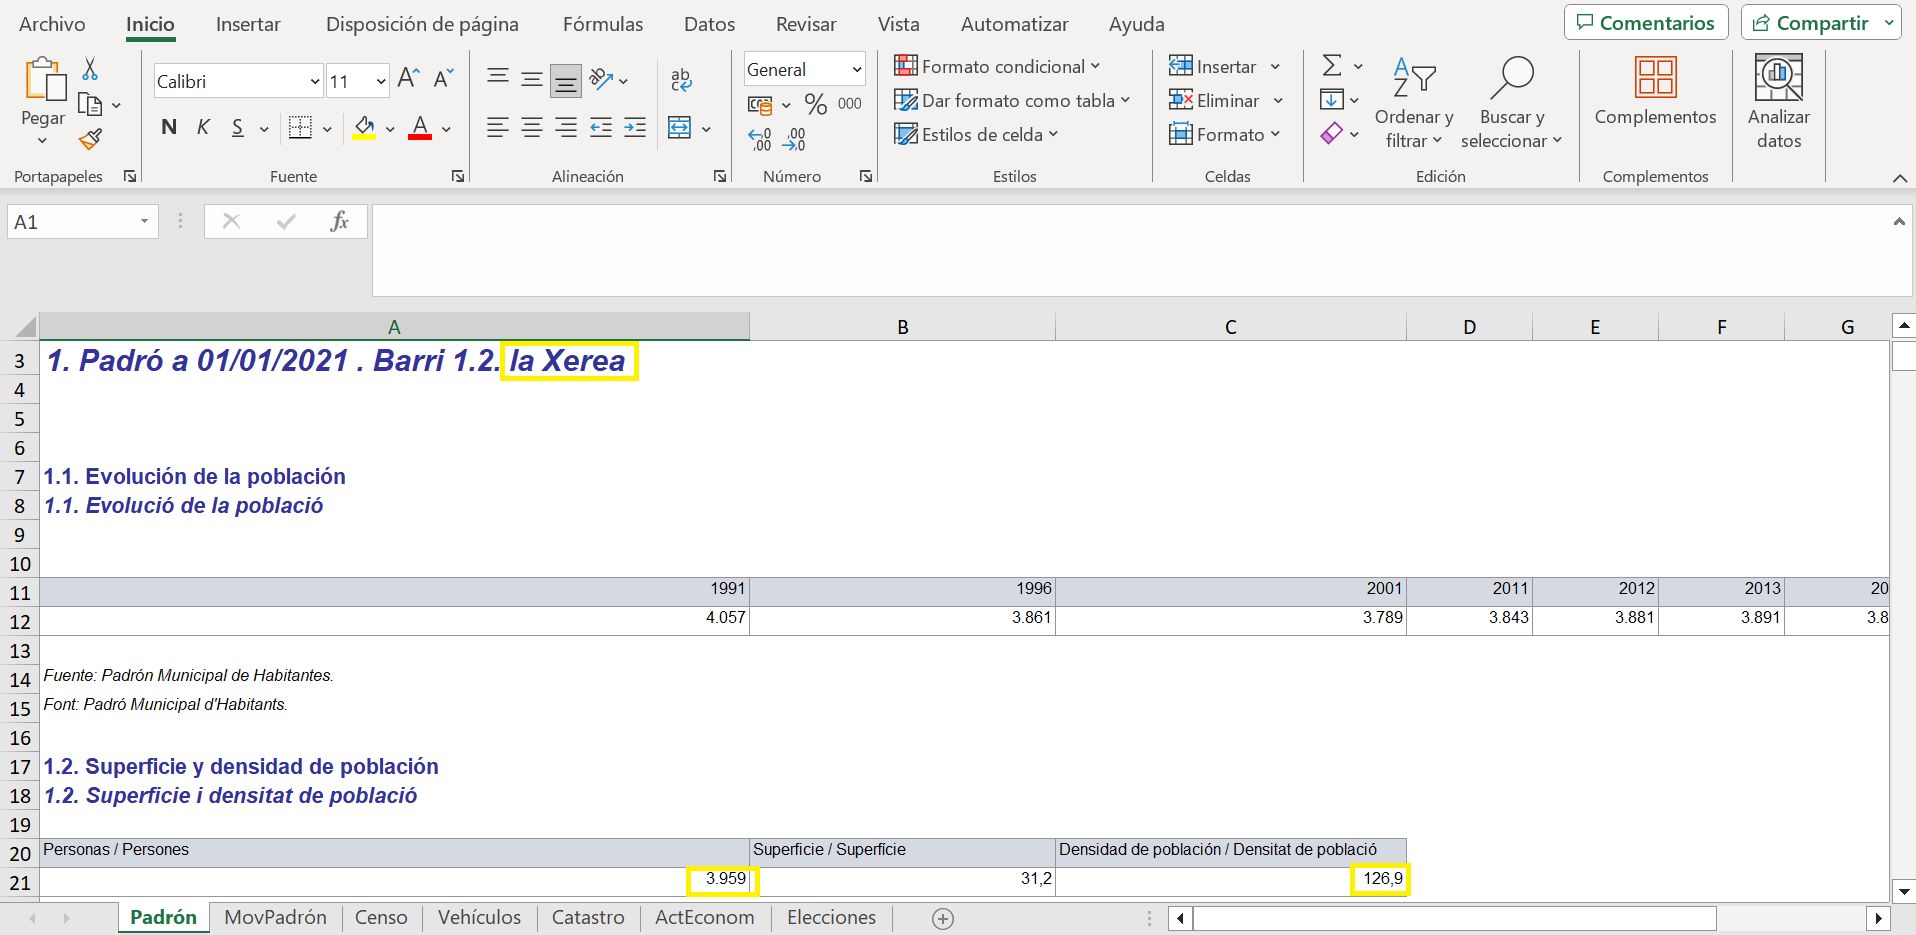 Archivo Inicio Insertar Disposición de página Fórmulas Datos Revisar Vista Automatizar Ayuda Comentarios Compartir
Pegar
Portapapeles
Calibri 11
N K S
Fuente
ab
Alineación
General
% 000
Número
Formato condicional
Dar formato como tabla
Estilos de celda
Estilos
Insertar
Eliminar
Formato
Celdas
Ordenar y filtrar
Buscar y seleccionar
Edición
Complementos
Complementos
Analizar datos
A1 fx
A B C D E F G
3 1. Padró a 01/01/2021 . Barri 1.2. la Xerea
4
5
6
7 1.1. Evolución de la población
8 1.1. Evolució de la població
9
10
11 1991 1996 2001 2011 2012 2013 20
12 4.057 3.861 3.789 3.843 3.881 3.891 3.8
13
14 Fuente: Padrón Municipal de Habitantes.
15 Font: Padró Municipal d'Habitants.
16
17 1.2. Superficie y densidad de población
18 1.2. Superficie i densitat de població
19
20 Personas / Persones Superficie / Superfície Densidad de población / Densitat de població
21 3.959 31,2 126,9
Padrón MovPadrón Censo Vehículos Catastro ActEconom Elecciones